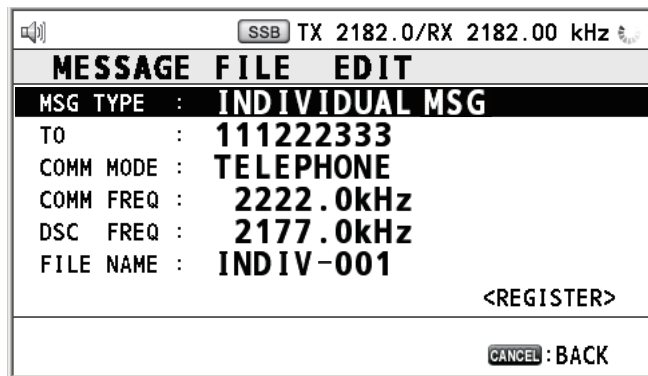 SSB TX 2182.0/RX 2182.00 kHz
MESSAGE FILE EDIT
MSG TYPE : INDIVIDUAL MSG
TO : 111222333
COMM MODE : TELEPHONE
COMM FREQ : 2222.0kHz
DSC FREQ : 2177.0kHz
FILE NAME : INDIV-001
<REGISTER>
CANCEL : BACK